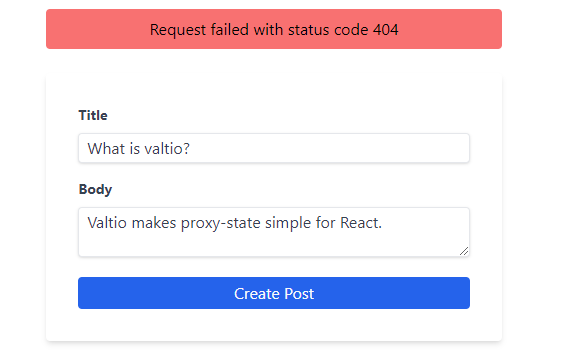 Request failed with status code 404
Title
What is valtio?
Body
Valtio makes proxy-state simple for React.
Create Post